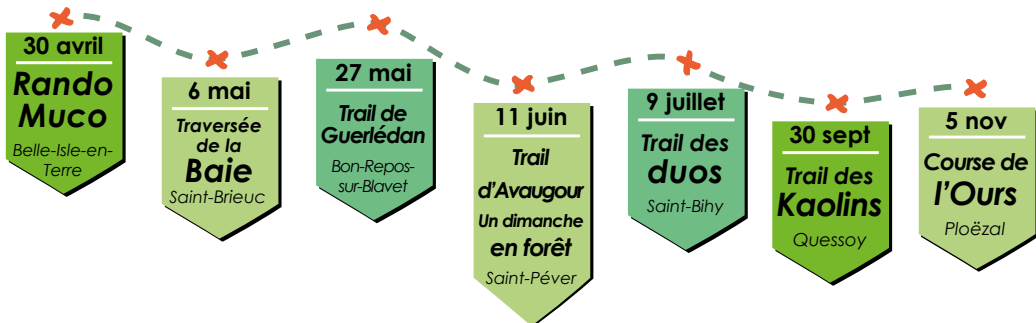 30 avril
Rando
Muco
Belle-Isle-en-
Terre
6 mai
Traversée
de la
Baie
Saint-Brieuc
27 mai
Trail de
Guerlédan
Bon-Repos-
sur-Blavet
11 juin
Trail
d’Avaugour
Un dimanche
en forêt
Saint-Péver
9 juillet
Trail des
duos
Saint-Bihy
30 sept
Trail des
Kaolins
Quessoy
5 nov
Course de
l’Ours
Ploëzal